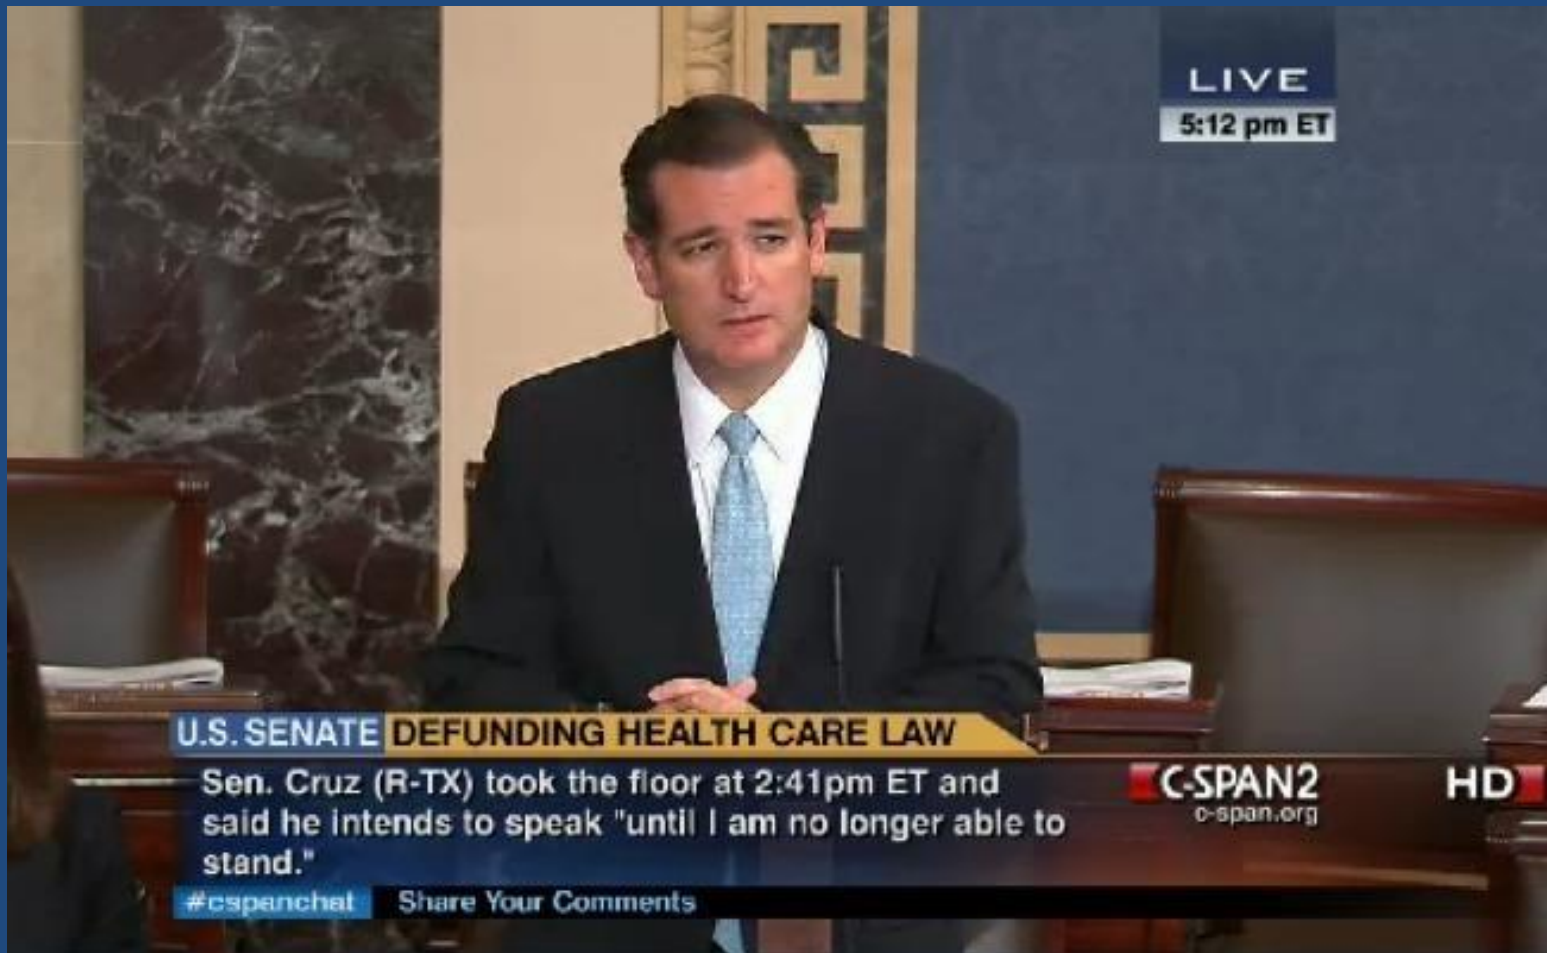 LIVE
5:12 pm ET
U.S. SENATE DEFUNDING HEALTH CARE LAW
Sen. Cruz (R-TX) took the floor at 2:41pm ET and
said he intends to speak "until I am no longer able to
stand."
C-SPAN2 HD
c-span.org
#cspanchat Share Your Comments